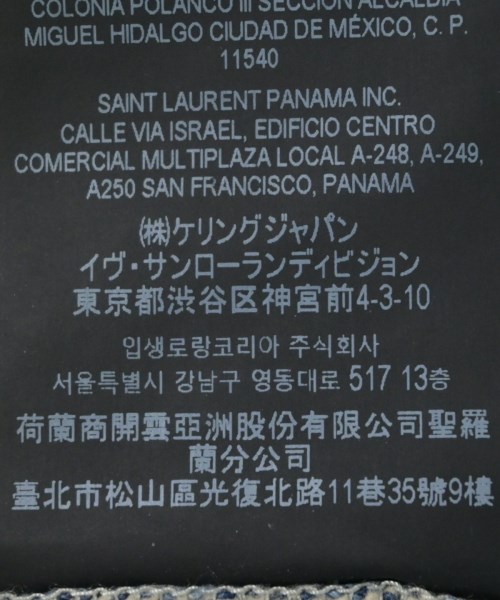 COLONIA POLANCO III SECCION ALCALDIA
MIGUEL HIDALGO CIUDAD DE MÉXICO, C. P.
11540
SAINT LAURENT PANAMA INC.
CALLE VIA ISRAEL, EDIFICIO CENTRO
COMERCIAL MULTIPLAZA LOCAL A-248, A-249,
A250 SAN FRANCISCO, PANAMA
㈱ケリングジャパン
イヴ・サンローランディビジョン
東京都渋谷区神宮前4-3-10
입생로랑코리아 주식회사
서울특별시 강남구 영동대로 517 13층
荷蘭商開雲亞洲股份有限公司聖羅
蘭分公司
臺北市松山區光復北路11巷35號9樓